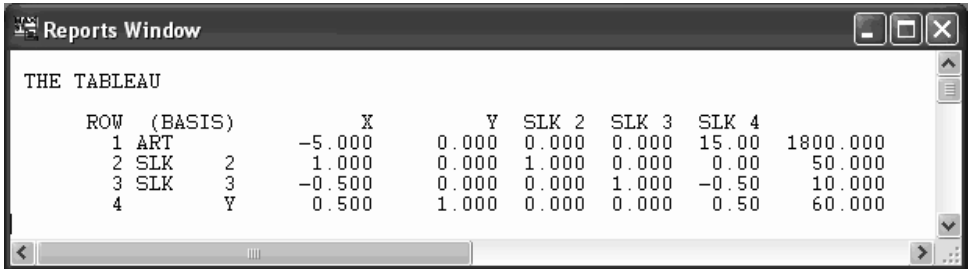 Reports Window
THE TABLEAU
ROW (BASIS) X Y SLK 2 SLK 3 SLK 4
1 ART -5.000 0.000 0.000 0.000 15.00 1800.000
2 SLK 2 1.000 0.000 1.000 0.000 0.00 50.000
3 SLK 3 -0.500 0.000 0.000 1.000 -0.50 10.000
4 Y 0.500 1.000 0.000 0.000 0.50 60.000